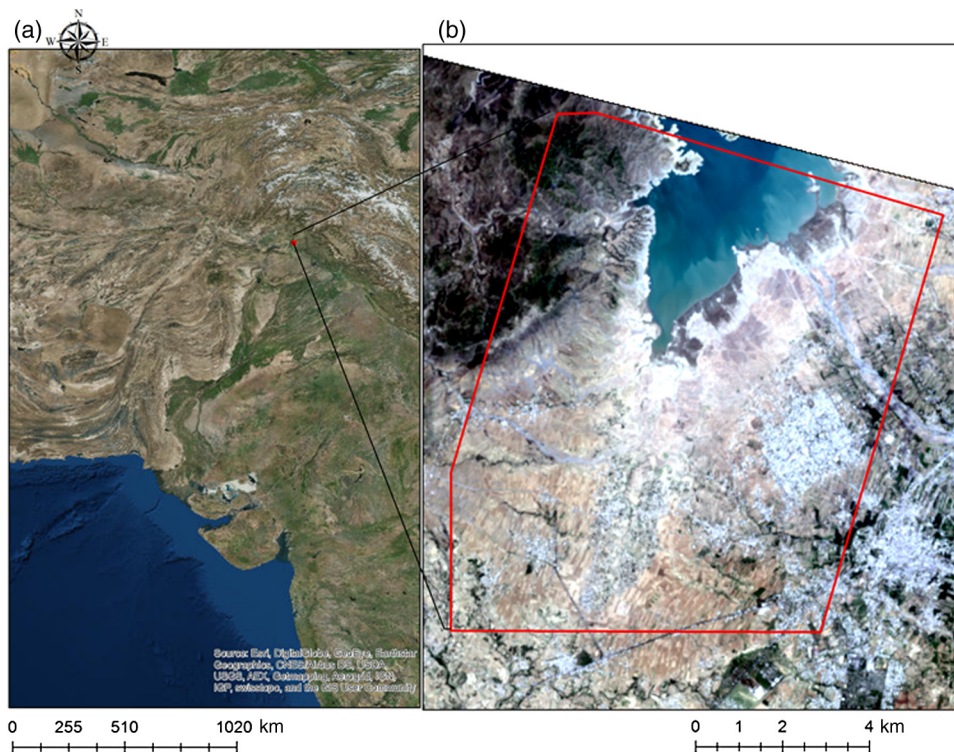 (a)
N
W E
S
(b)
Source: Esri, DigitalGlobe, GeoEye, Earthstar
Geographics, CNES/Airbus DS, USDA,
USGS, AEX, Getmapping, Aerogrid, IGN,
IGP, swisstopo, and the GIS User Community
0 255 510 1020 km
0 1 2 4 km